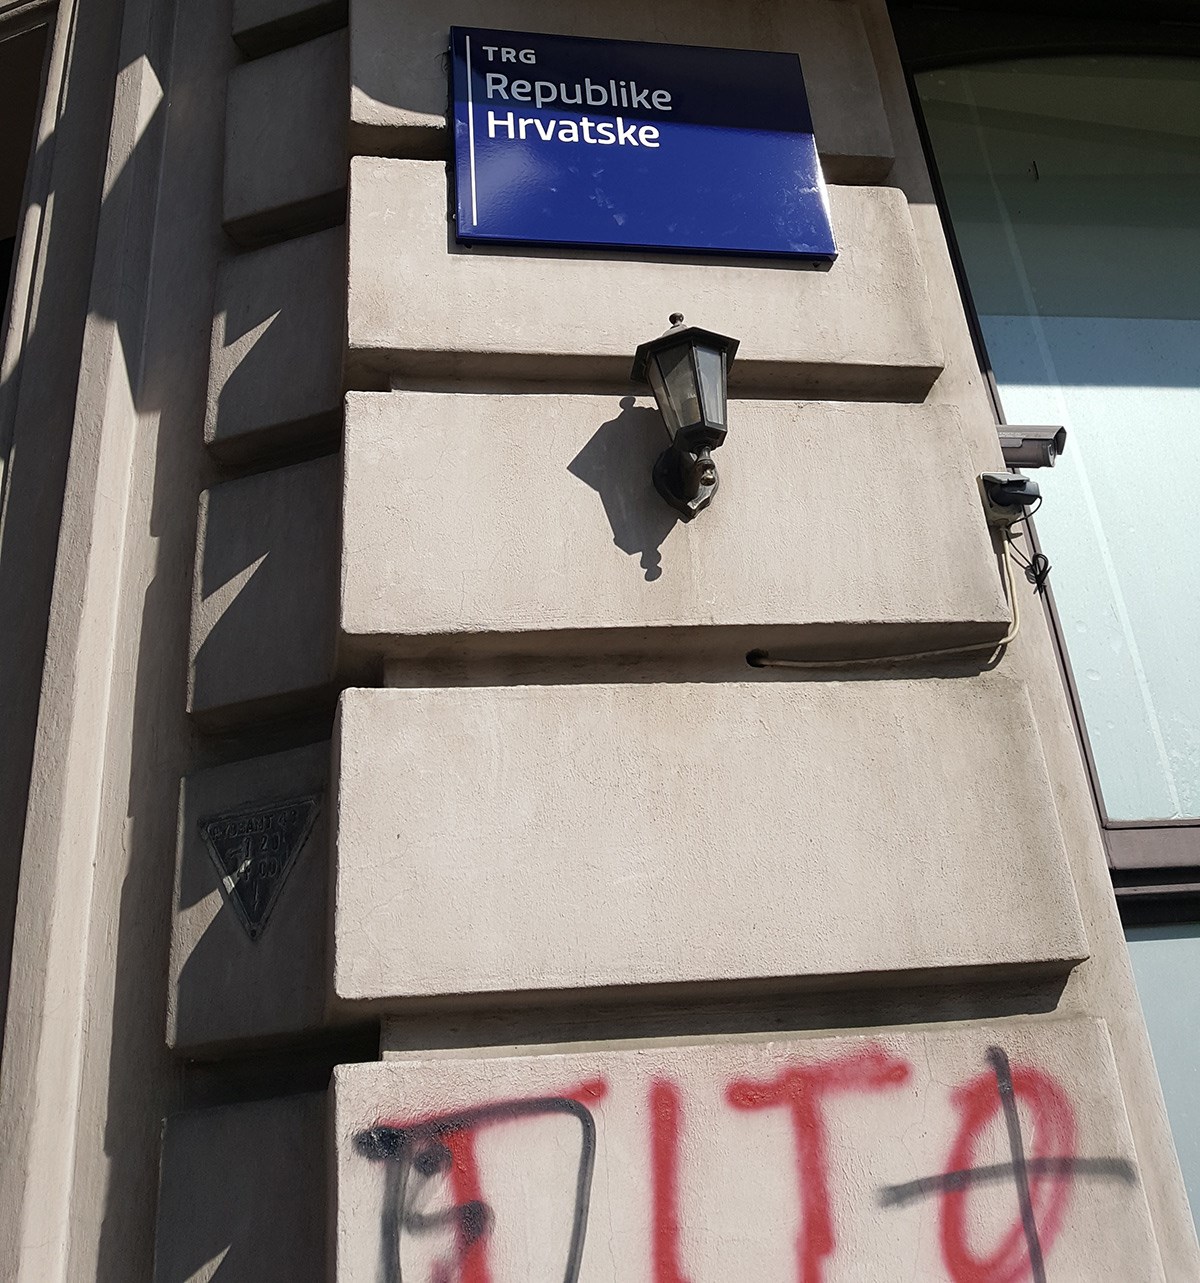 TRG
Republike
Hrvatske
TITO